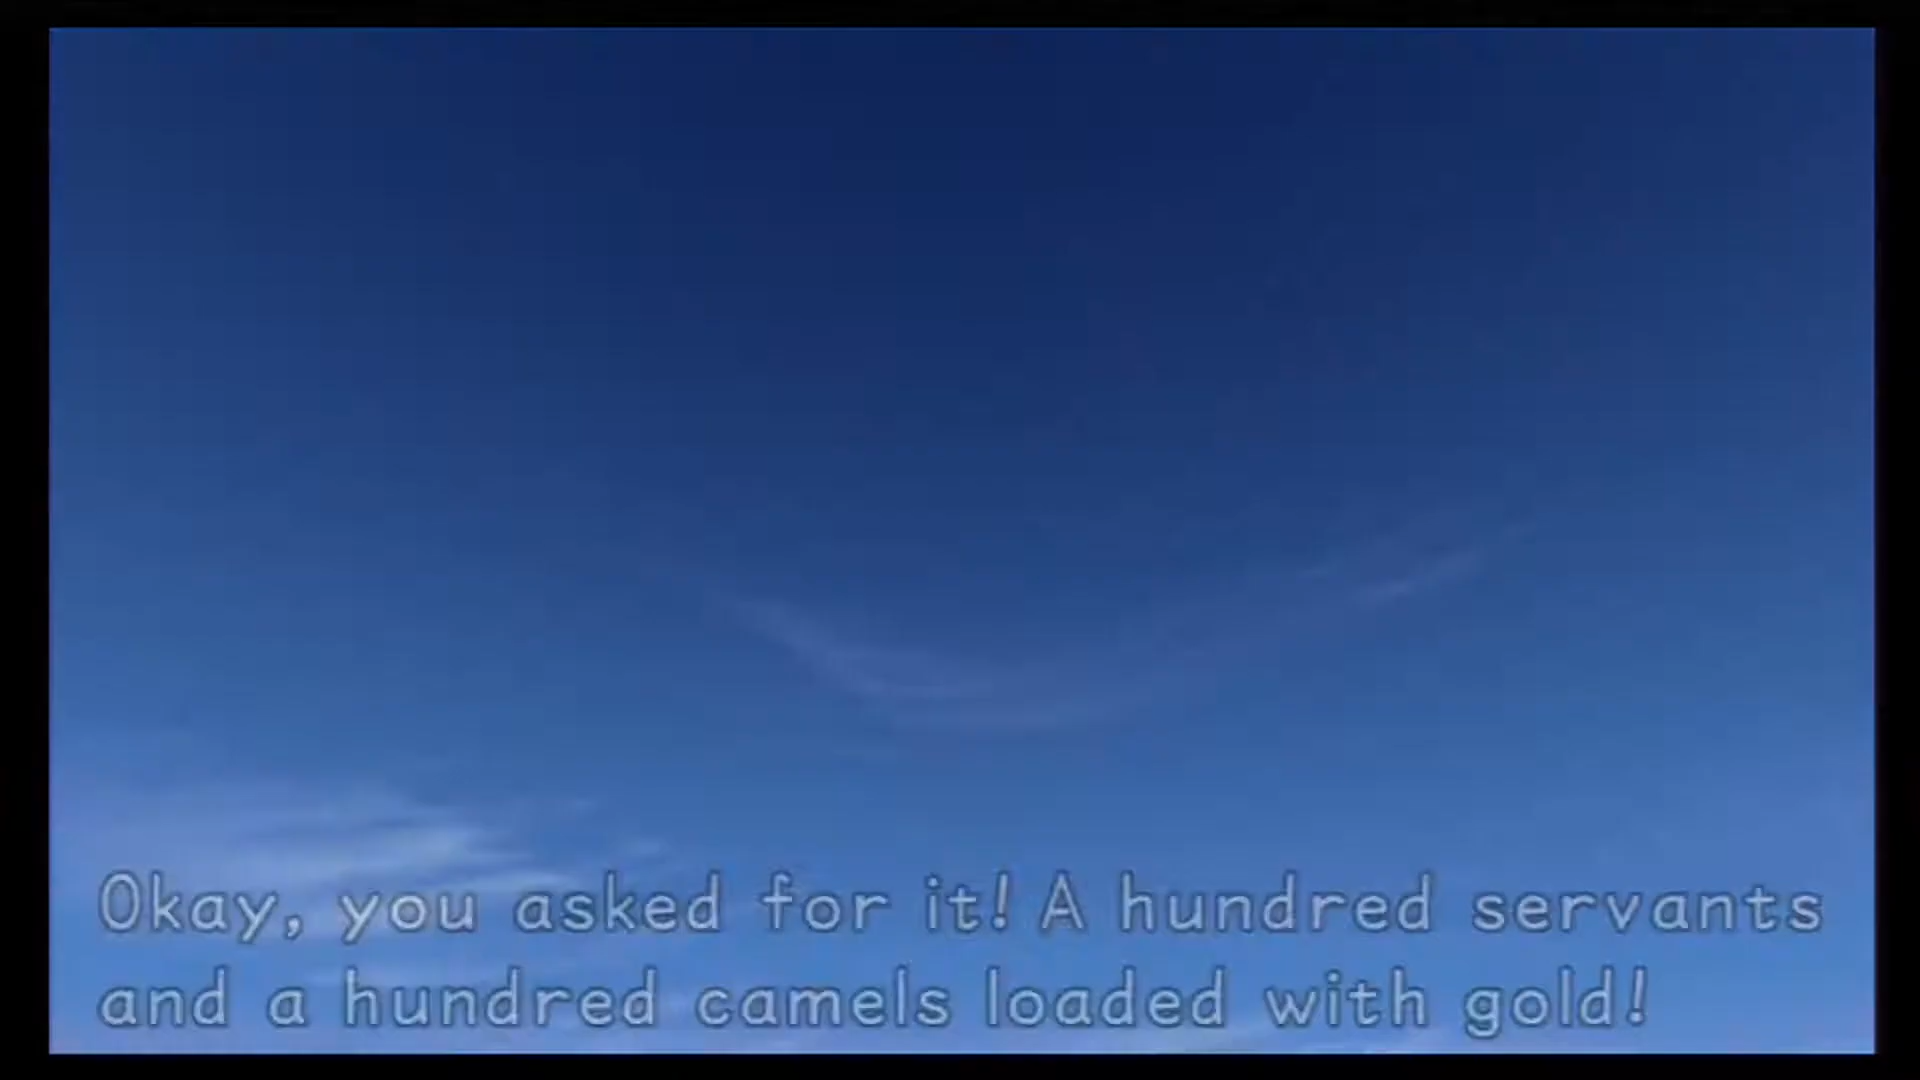 Okay, you asked for it! A hundred servants
and a hundred camels loaded with gold!